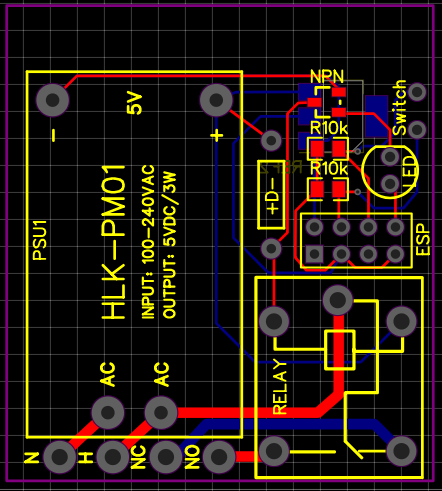 NPN
5V
Switch
R10k
- +
LED
R10k
+D-
PSU1
HLK-PM01
INPUT: 100-240VAC
OUTPUT: 5VDC/3W
ESP
AC
AC
RELAY
N
H
NC
NO